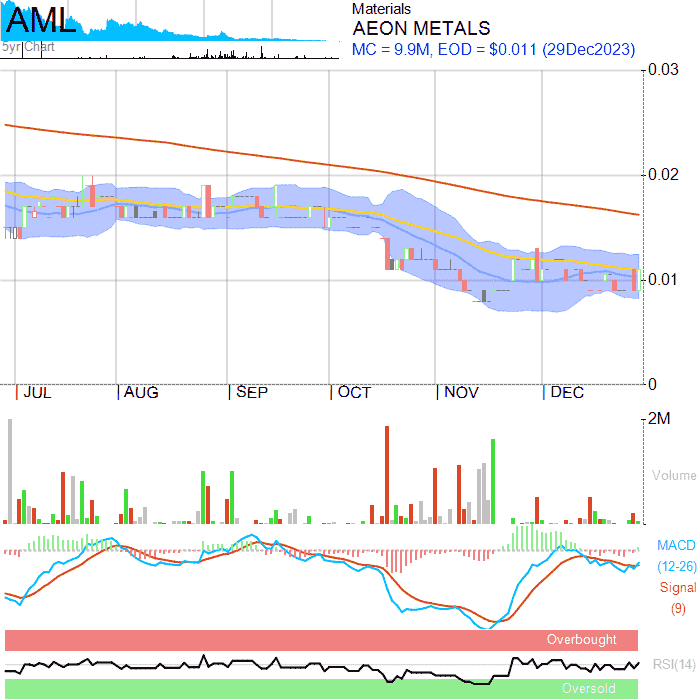 AML
5yr Chart
Materials
AEON METALS
MC = 9.9M, EOD = $0.011 (29Dec2023)
0.03
0.02
0.01
0
JUL AUG SEP OCT NOV DEC
2M
Volume
MACD
(12-26)
Signal
(9)
Overbought
RSI(14)
Oversold